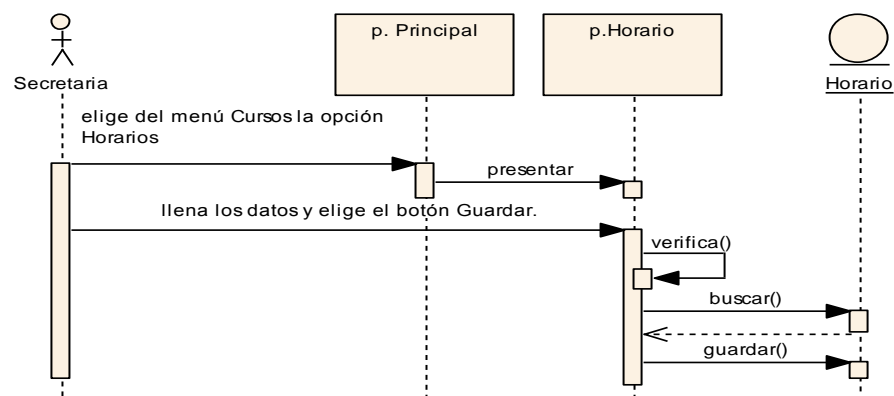 p. Principal
p.Horario
Secretaria
Horario
elige del menú Cursos la opción
Horarios
presentar
llena los datos y elige el botón Guardar.
verifica()
buscar()
guardar()